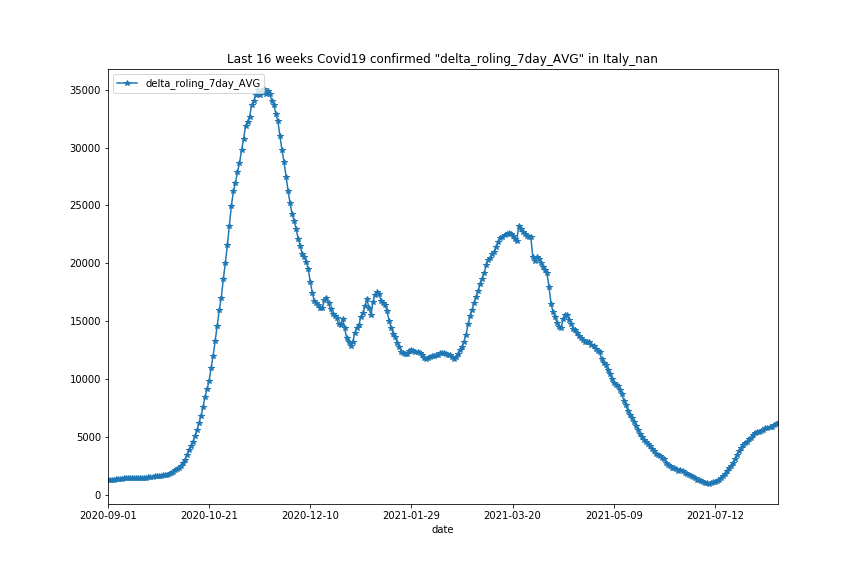 Last 16 weeks Covid19 confirmed "delta_roling_7day_AVG" in Italy_nan
delta_roling_7day_AVG
35000
30000
25000
20000
15000
10000
5000
0
2020-09-01 2020-10-21 2020-12-10 2021-01-29 2021-03-20 2021-05-09 2021-07-12
date